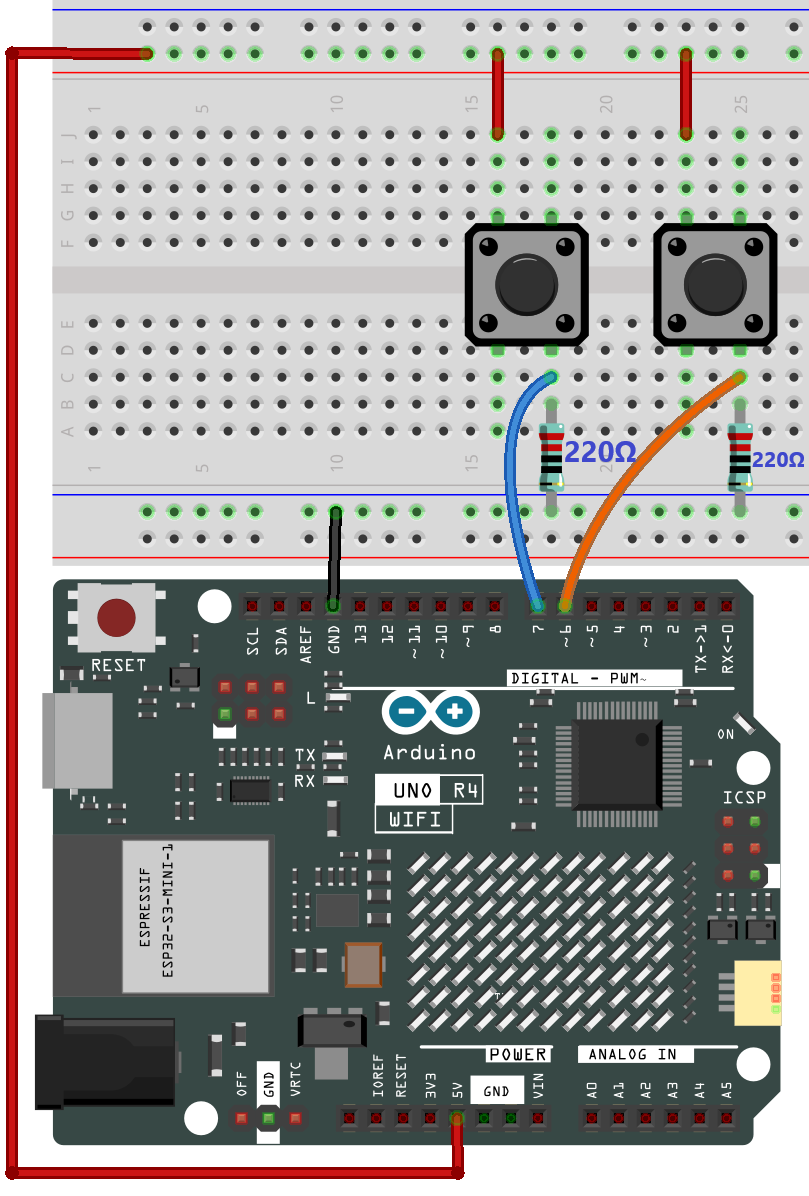 1 5 10 15 20 25
J
I
H
G
F
E
D
C
B
A
220Ω
220Ω
1 5 10 15
RESET
SCL SDA AREF GND 13 12 ~11 ~10 ~9 8 7 ~6 ~5 4 ~3 2 TX->1 RX<-0
DIGITAL - PWM~
L
ON
TX
RX
Arduino
UNO R4
WIFI
ICSP
ESPRESSIF
ESP32-S3-MINI-1
POWER
ANALOG IN
OFF GND VRTC IOREF RESET 3V3 5V GND VIN A0 A1 A2 A3 A4 A5